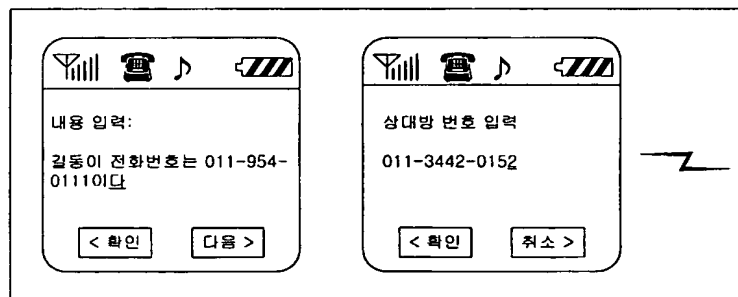 내용 입력:
길동이 전화번호는 011-954-
0111이다
< 확인
다음 >
상대방 번호 입력
011-3442-0152
< 확인
취소 >